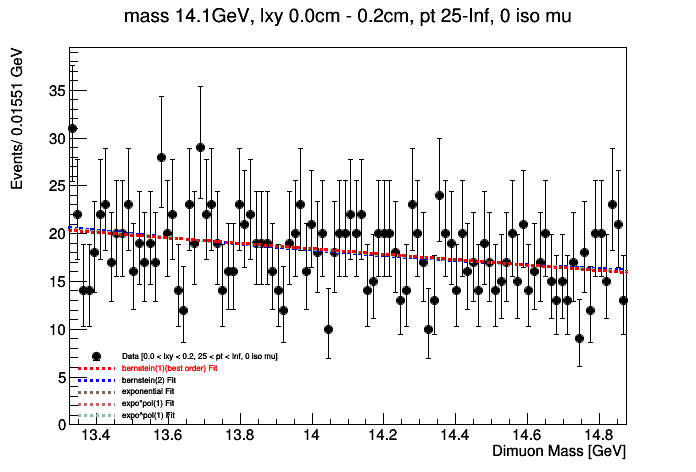 mass 14.1GeV, lxy 0.0cm - 0.2cm, pt 25-Inf, 0 iso mu
Events/ 0.01551 GeV
35
30
25
20
15
10
5
0
Data [0.0 < lxy < 0.2, 25 < pt < Inf, 0 iso mu]
bernstein(1)(best order) Fit
bernstein(2) Fit
exponential Fit
expo*pol(1) Fit
expo^pol(1) Fit
13.4 13.6 13.8 14 14.2 14.4 14.6 14.8
Dimuon Mass [GeV]